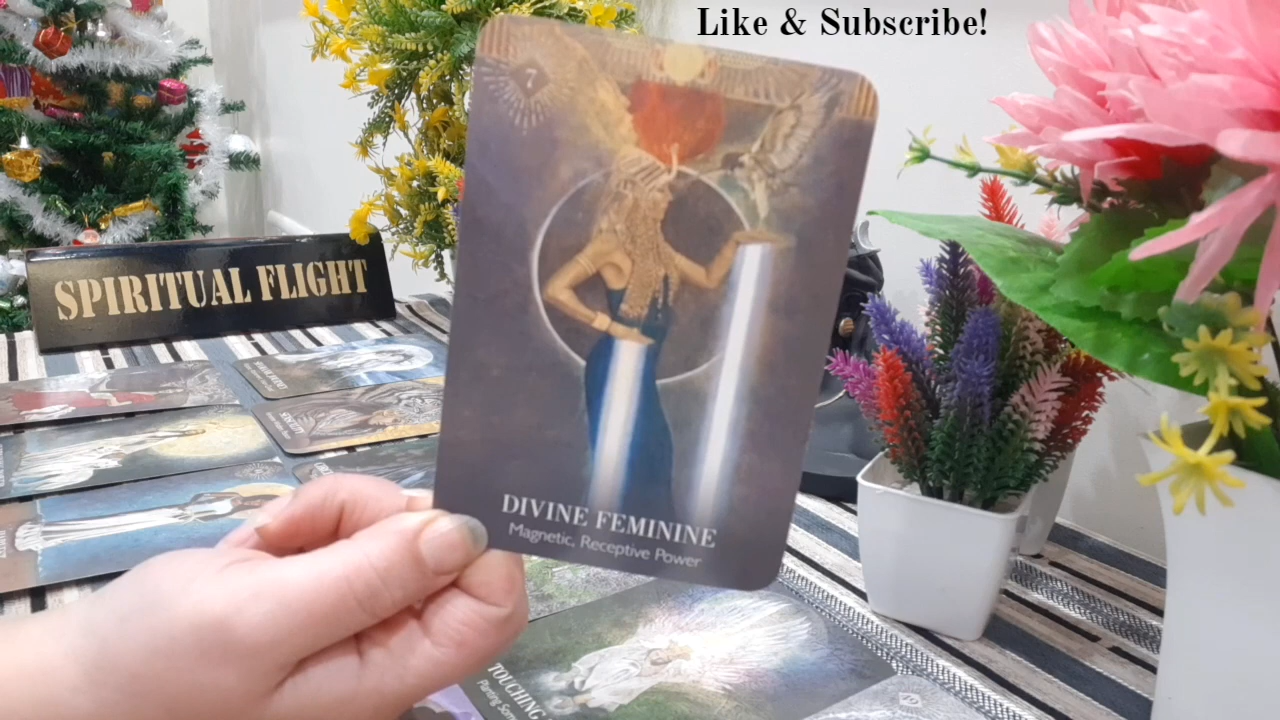 Like & Subscribe!
7
SPIRITUAL FLIGHT
DIVINE FEMININE
Magnetic, Receptive Power
TOUCHING